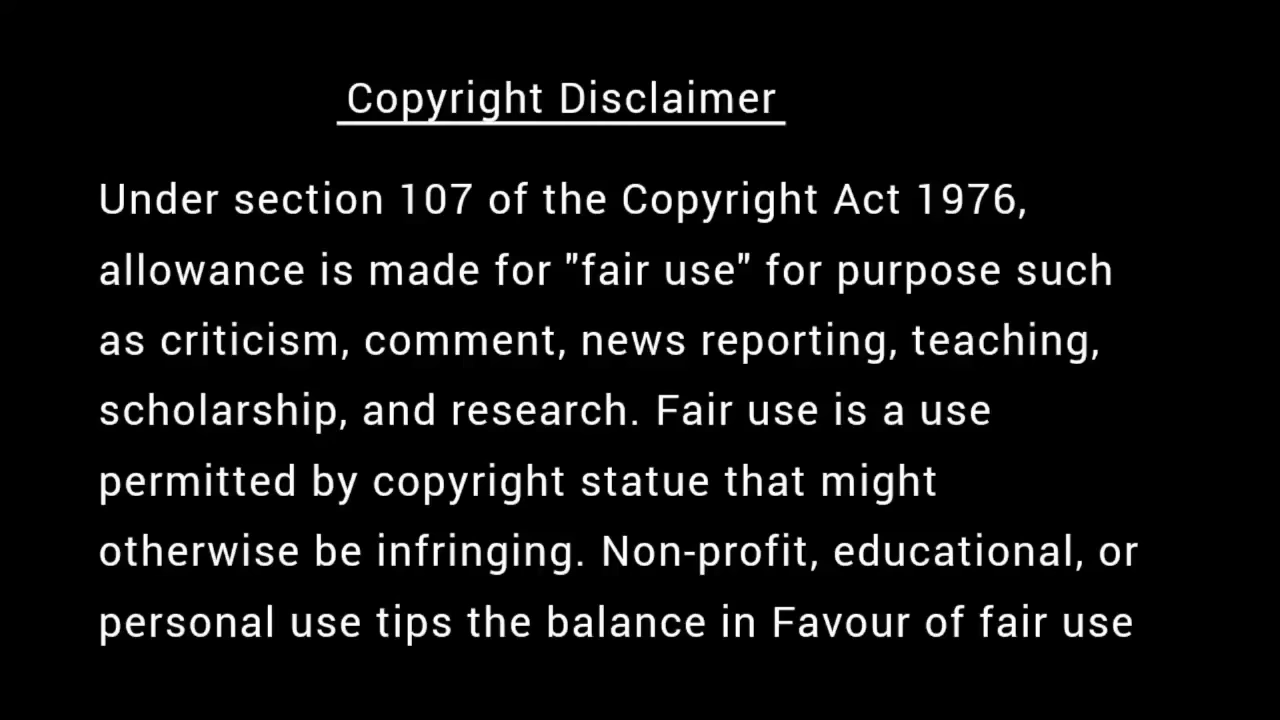 Copyright Disclaimer
Under section 107 of the Copyright Act 1976,
allowance is made for "fair use" for purpose such
as criticism, comment, news reporting, teaching,
scholarship, and research. Fair use is a use
permitted by copyright statue that might
otherwise be infringing. Non-profit, educational, or
personal use tips the balance in Favour of fair use